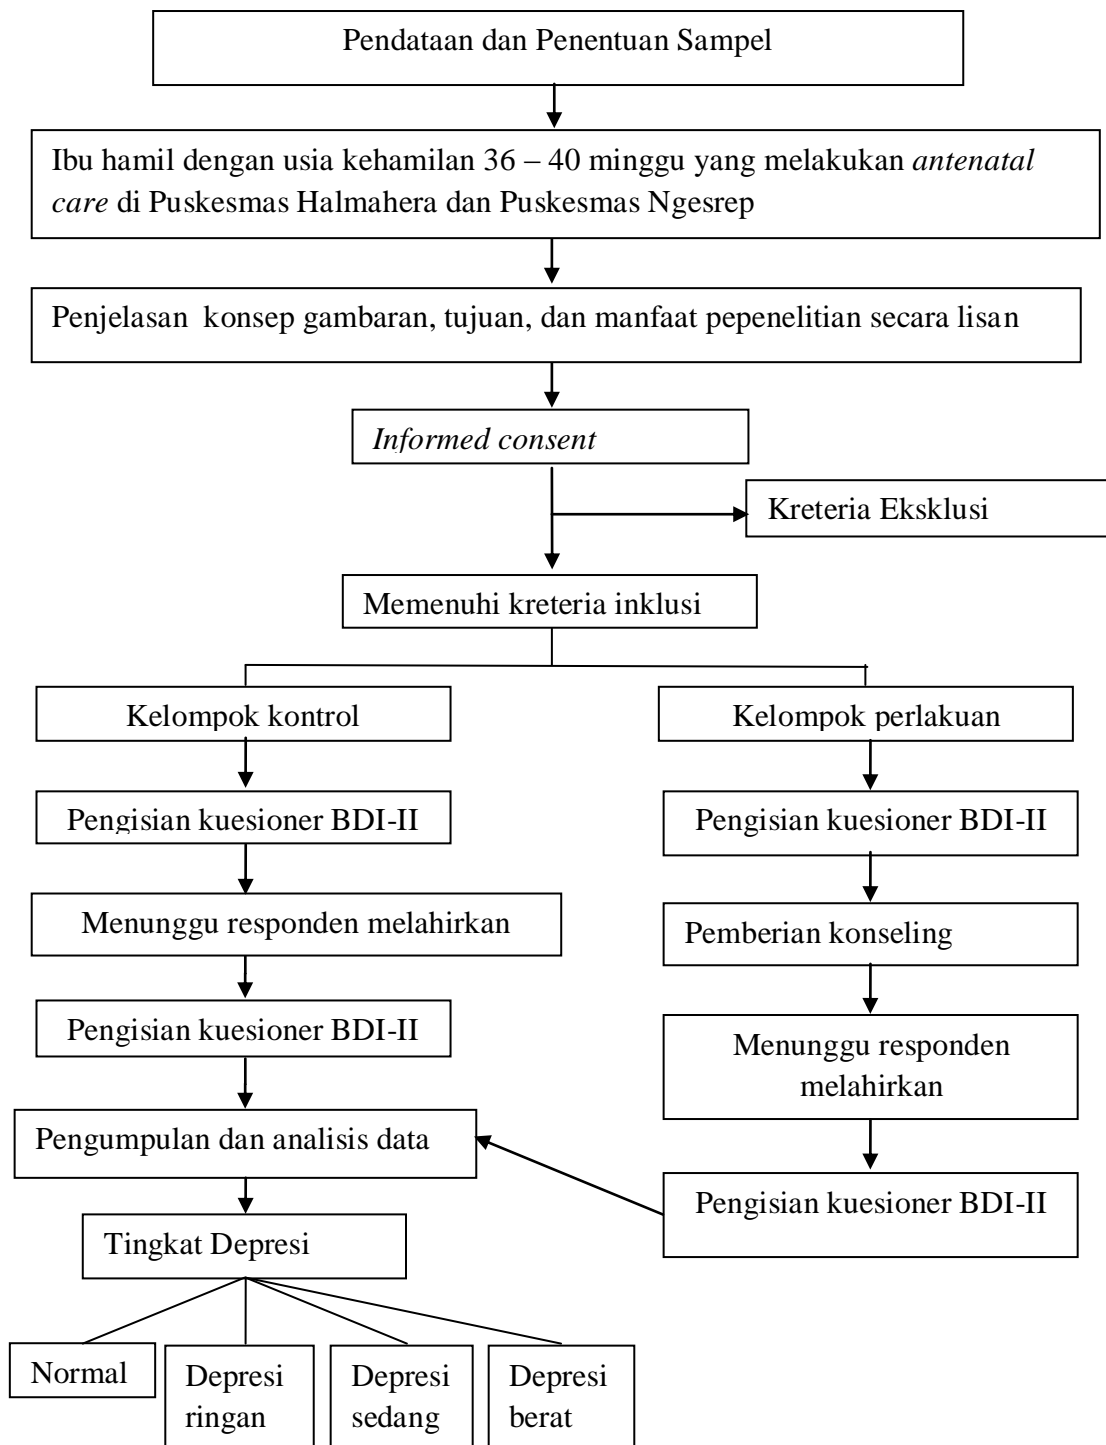 Pendataan dan Penentuan Sampel
Ibu hamil dengan usia kehamilan 36 – 40 minggu yang melakukan antenatal
care di Puskesmas Halmahera dan Puskesmas Ngesrep
Penjelasan konsep gambaran, tujuan, dan manfaat pepenelitian secara lisan
Informed consent
Kreteria Eksklusi
Memenuhi kreteria inklusi
Kelompok kontrol
Pengisian kuesioner BDI-II
Menunggu responden melahirkan
Pengisian kuesioner BDI-II
Kelompok perlakuan
Pengisian kuesioner BDI-II
Pemberian konseling
Menunggu responden
melahirkan
Pengisian kuesioner BDI-II
Pengumpulan dan analisis data
Tingkat Depresi
Normal
Depresi
ringan
Depresi
sedang
Depresi
berat